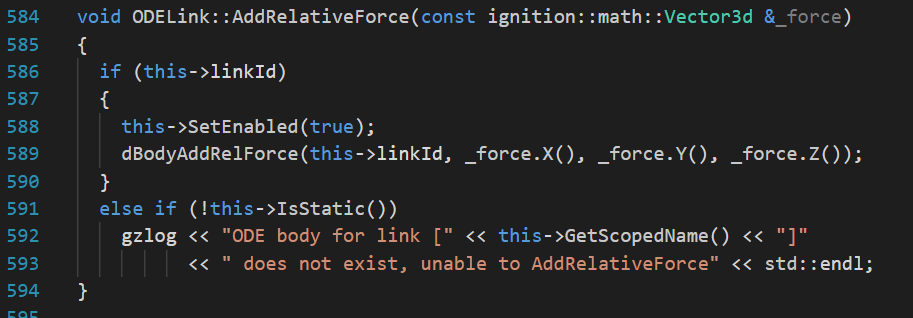 584 void ODELink::AddRelativeForce(const ignition::math::Vector3d &_force)
585 {
586   if (this->linkId)
587   {
588     this->SetEnabled(true);
589     dBodyAddRelForce(this->linkId, _force.X(), _force.Y(), _force.Z());
590   }
591   else if (!this->IsStatic())
592     gzlog << "ODE body for link [" << this->GetScopedName() << "]"
593           << " does not exist, unable to AddRelativeForce" << std::endl;
594 }
595